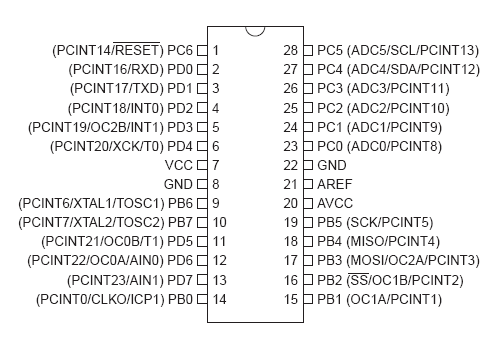 (PCINT14/RESET) PC6 1 28 PC5 (ADC5/SCL/PCINT13)
(PCINT16/RXD) PD0 2 27 PC4 (ADC4/SDA/PCINT12)
(PCINT17/TXD) PD1 3 26 PC3 (ADC3/PCINT11)
(PCINT18/INT0) PD2 4 25 PC2 (ADC2/PCINT10)
(PCINT19/OC2B/INT1) PD3 5 24 PC1 (ADC1/PCINT9)
(PCINT20/XCK/T0) PD4 6 23 PC0 (ADC0/PCINT8)
VCC 7 22 GND
GND 8 21 AREF
(PCINT6/XTAL1/TOSC1) PB6 9 20 AVCC
(PCINT7/XTAL2/TOSC2) PB7 10 19 PB5 (SCK/PCINT5)
(PCINT21/OC0B/T1) PD5 11 18 PB4 (MISO/PCINT4)
(PCINT22/OC0A/AIN0) PD6 12 17 PB3 (MOSI/OC2A/PCINT3)
(PCINT23/AIN1) PD7 13 16 PB2 (SS/OC1B/PCINT2)
(PCINT0/CLKO/ICP1) PB0 14 15 PB1 (OC1A/PCINT1)